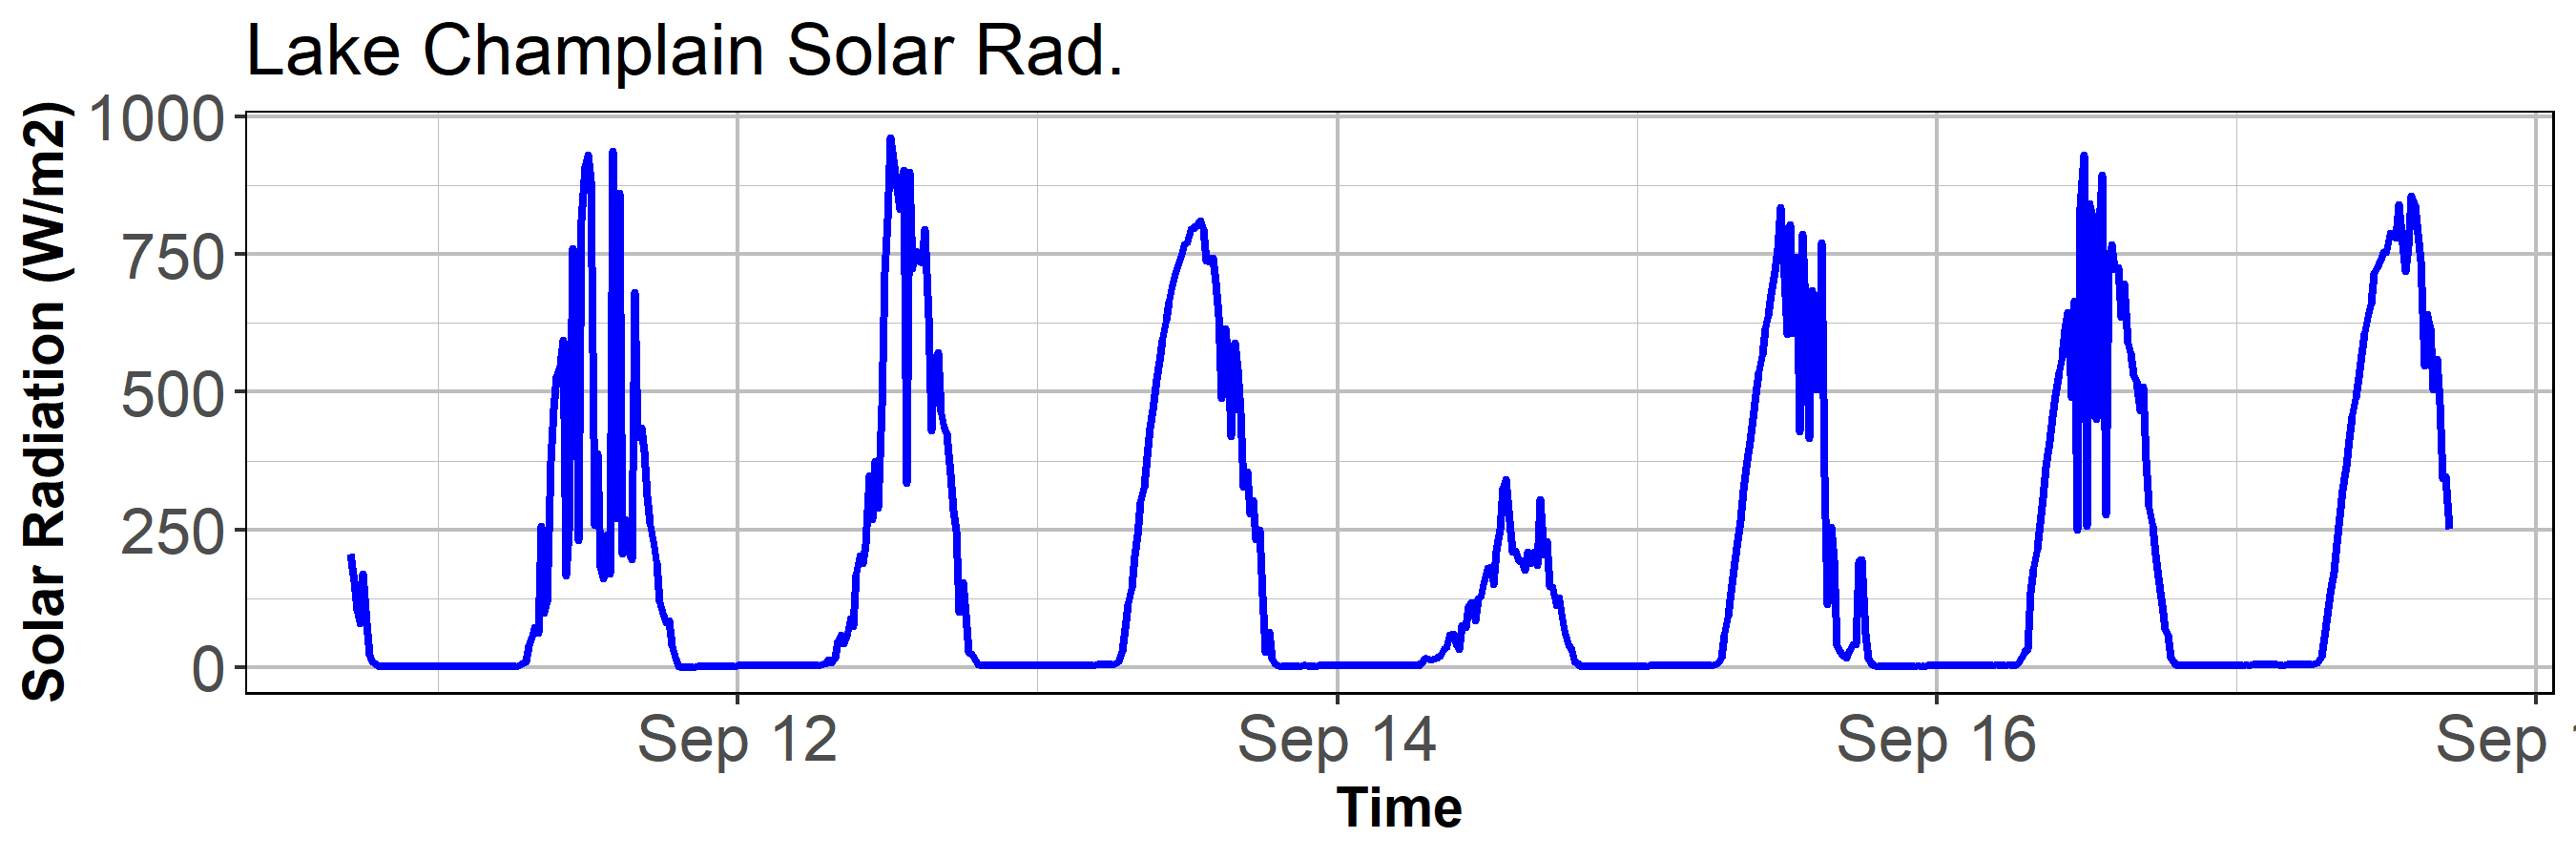 Lake Champlain Solar Rad.
Solar Radiation (W/m2)
1000
750
500
250
0
Sep 12
Sep 14
Sep 16
Sep
Time